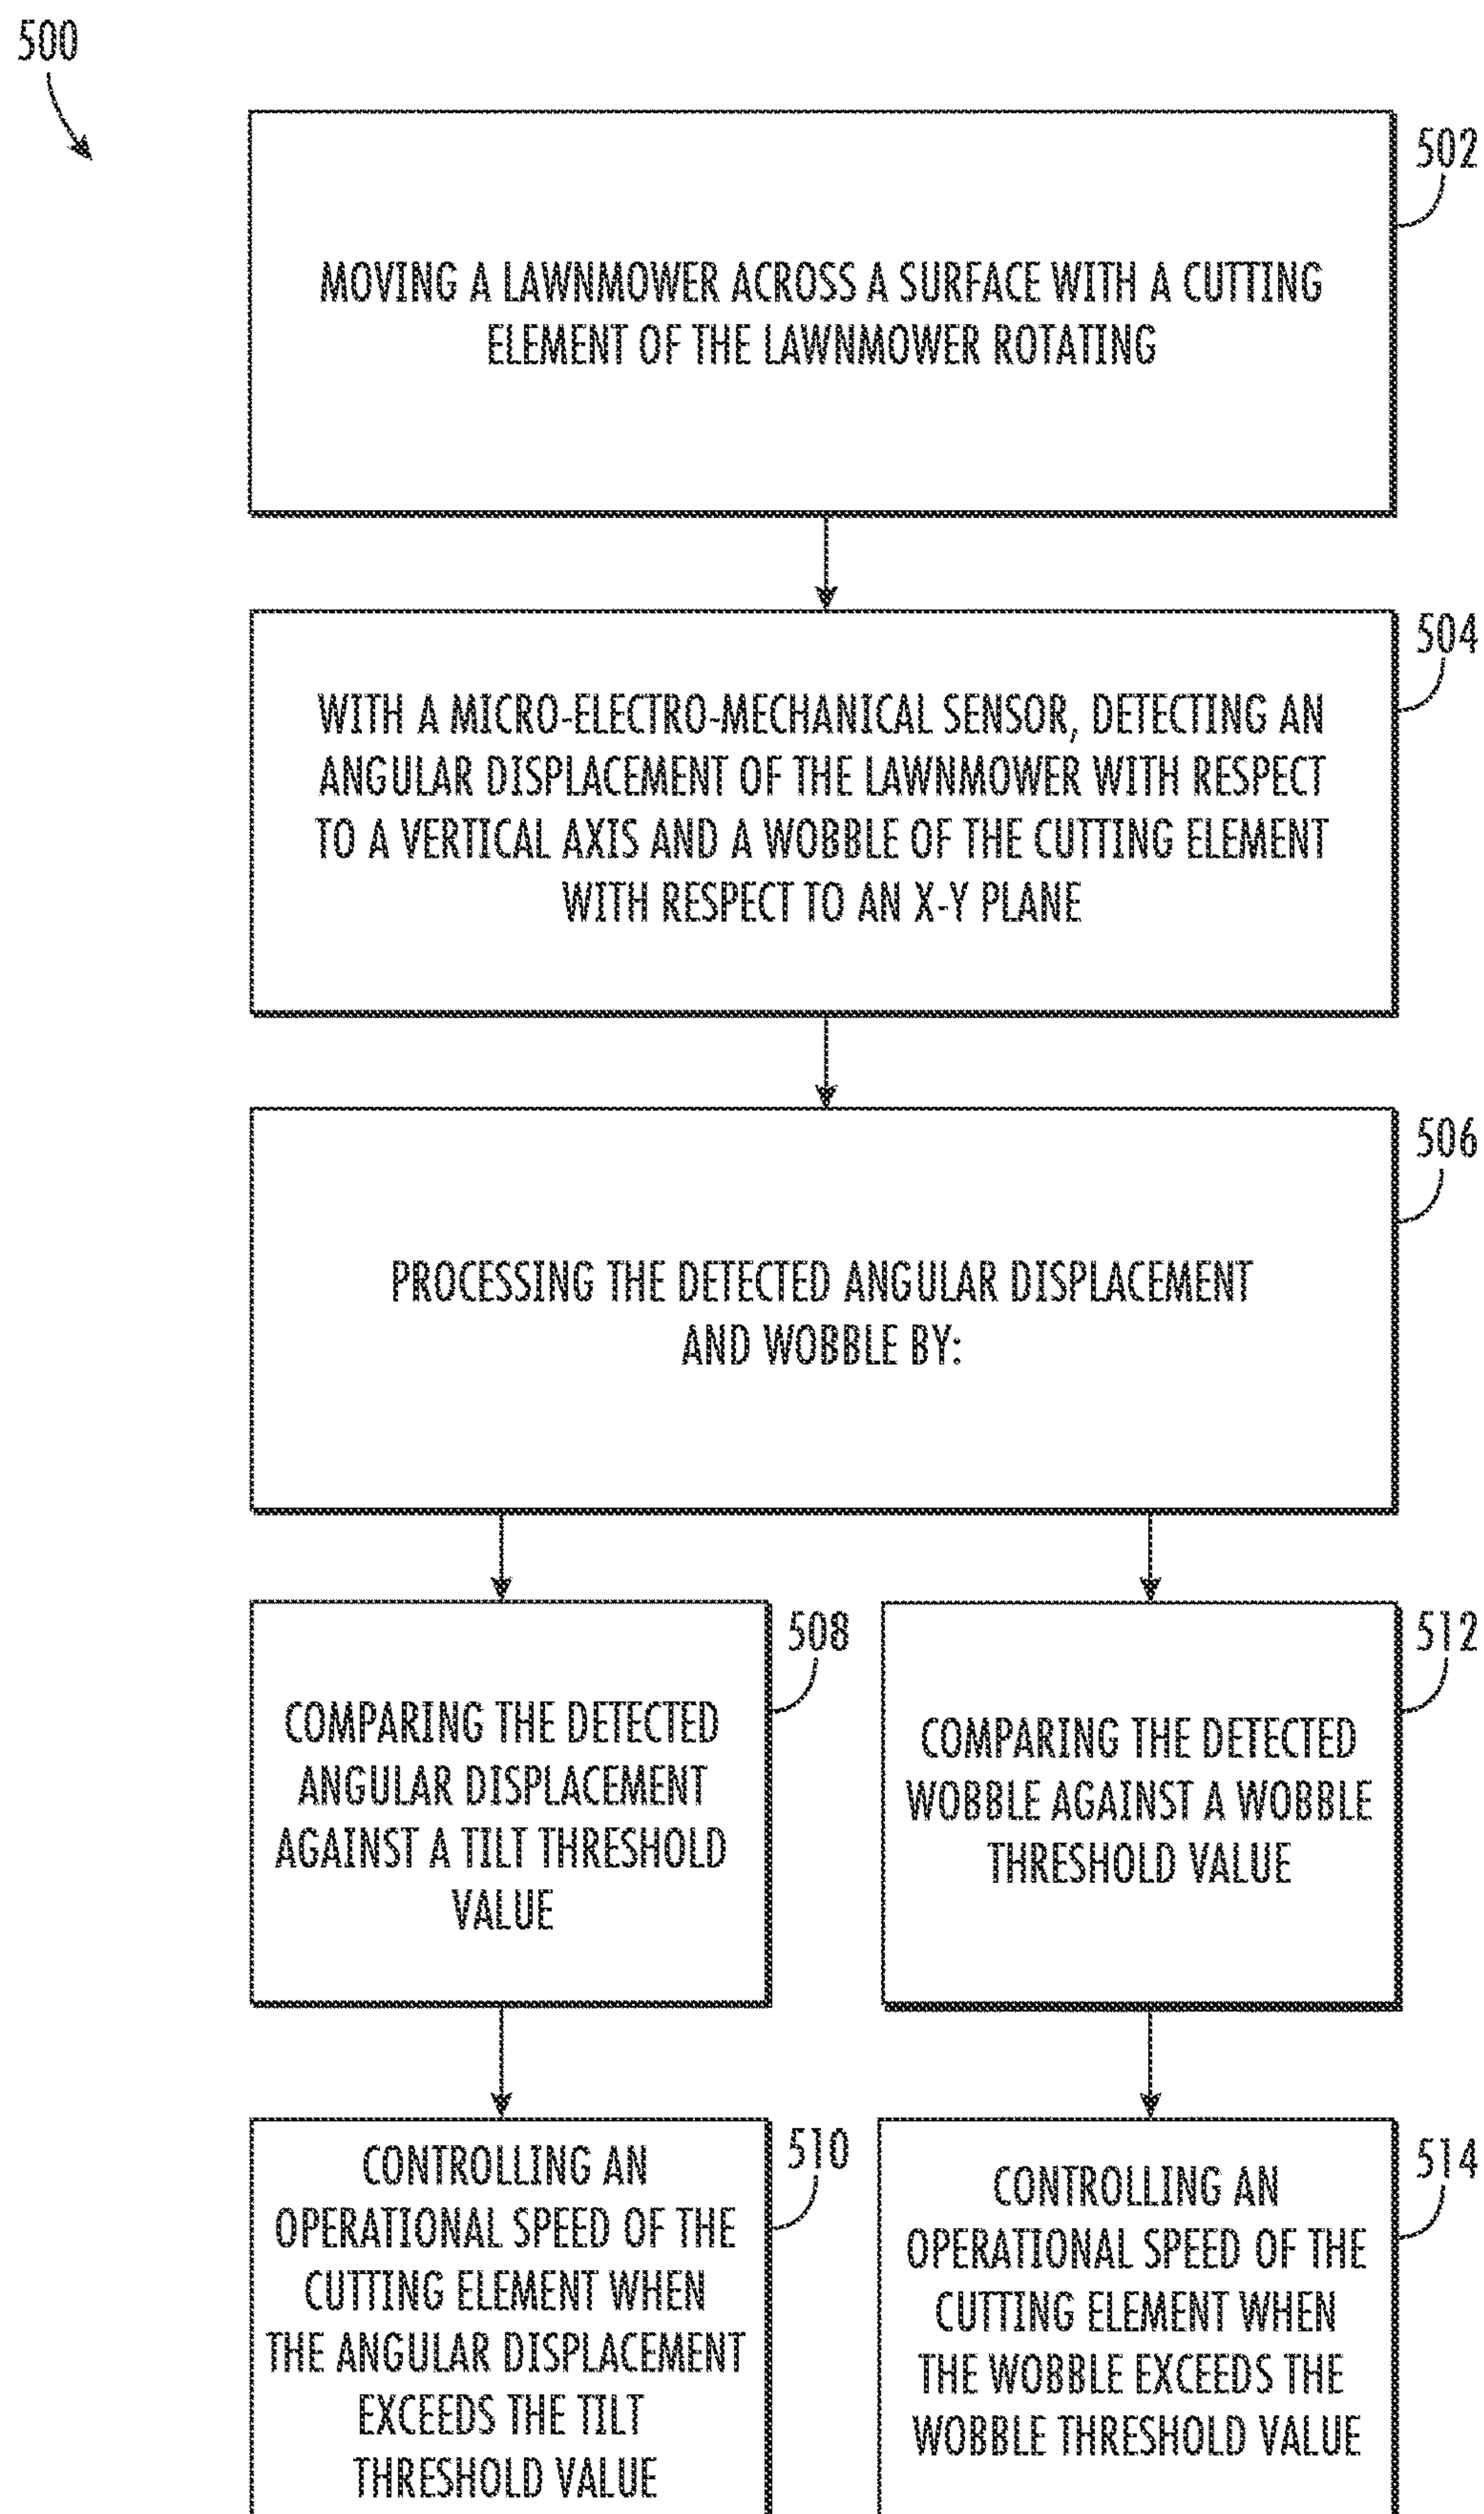 500
502
MOVING A LAWNMOWER ACROSS A SURFACE WITH A CUTTING
ELEMENT OF THE LAWNMOWER ROTATING
504
WITH A MICRO-ELECTRO-MECHANICAL SENSOR, DETECTING AN
ANGULAR DISPLACEMENT OF THE LAWNMOWER WITH RESPECT
TO A VERTICAL AXIS AND A WOBBLE OF THE CUTTING ELEMENT
WITH RESPECT TO AN X-Y PLANE
506
PROCESSING THE DETECTED ANGULAR DISPLACEMENT
AND WOBBLE BY:
508
COMPARING THE DETECTED
ANGULAR DISPLACEMENT
AGAINST A TILT THRESHOLD
VALUE
512
COMPARING THE DETECTED
WOBBLE AGAINST A WOBBLE
THRESHOLD VALUE
510
CONTROLLING AN
OPERATIONAL SPEED OF THE
CUTTING ELEMENT WHEN
THE ANGULAR DISPLACEMENT
EXCEEDS THE TILT
THRESHOLD VALUE
514
CONTROLLING AN
OPERATIONAL SPEED OF THE
CUTTING ELEMENT WHEN
THE WOBBLE EXCEEDS THE
WOBBLE THRESHOLD VALUE